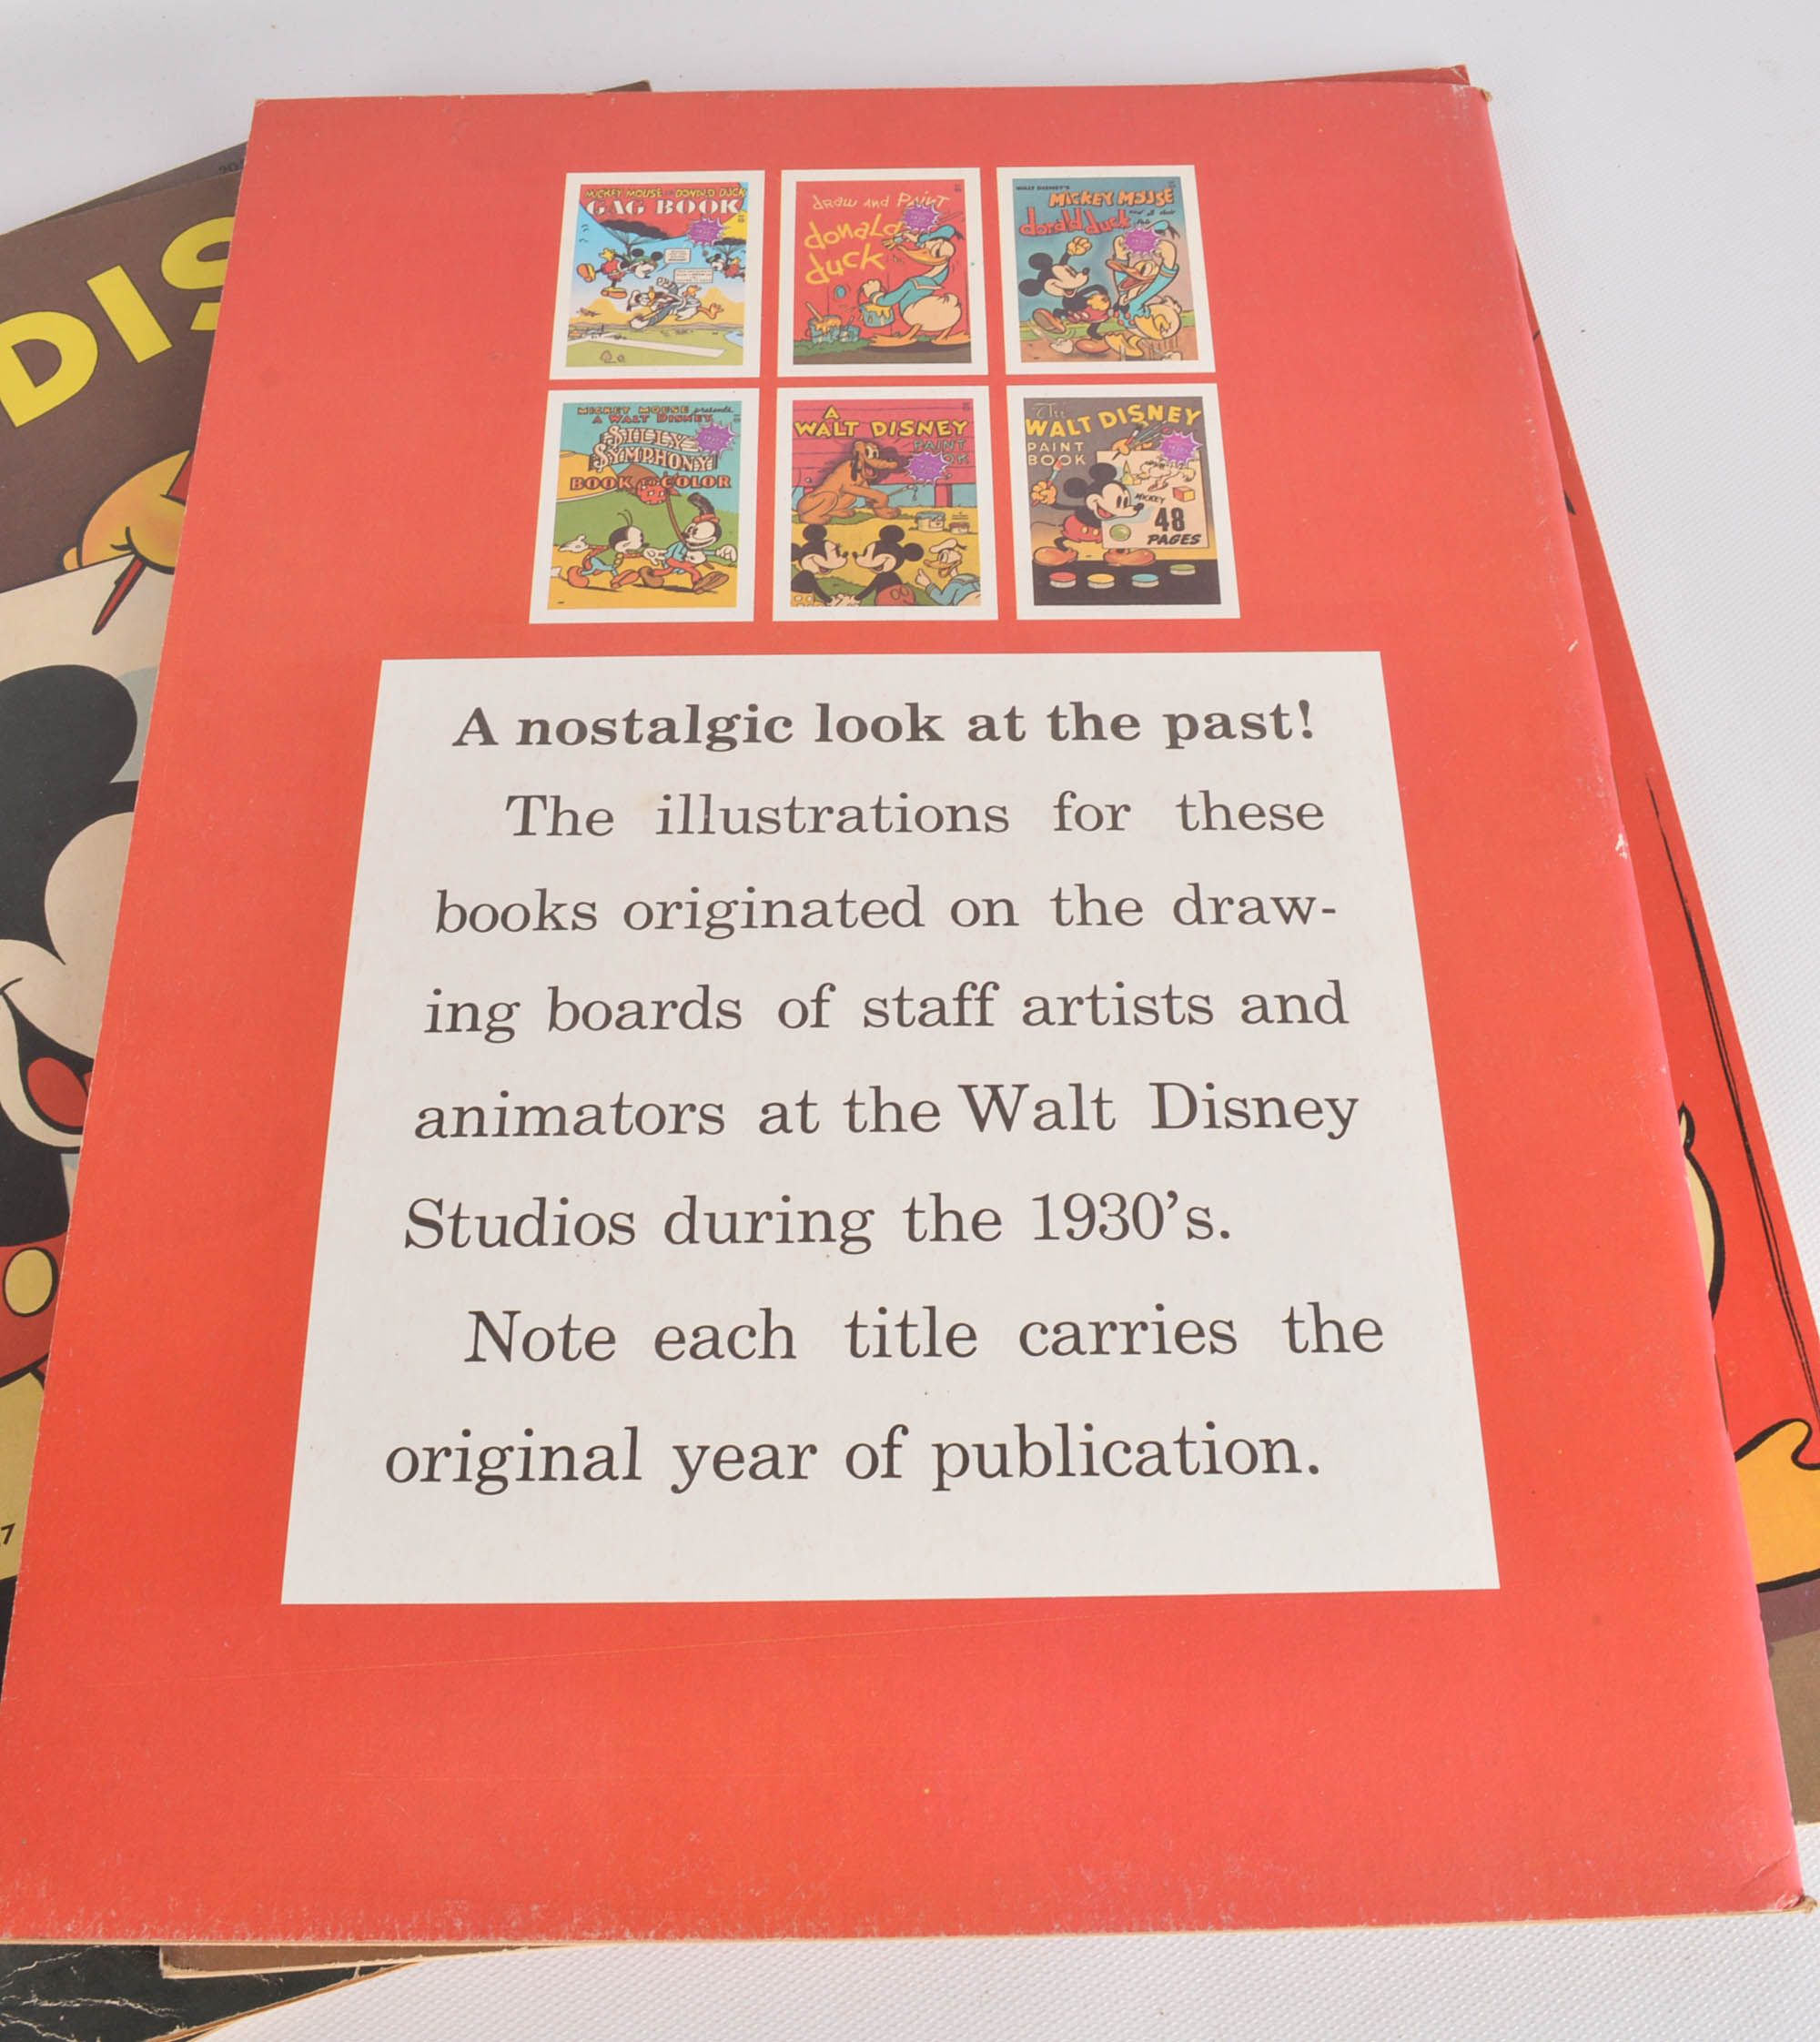 DIS
MICKEY MOUSE DONALD DUCK
GAG BOOK
draw and Paint
donald
duck
WALT DISNEY'S
MICKEY MOUSE
donald duck
MICKEY MOUSE presents
A WALT DISNEY
SILLY
SYMPHONY
BOOK to COLOR
A
WALT DISNEY
PAINT
The
WALT DISNEY
PAINT
BOOK
MICKEY
48
PAGES
A nostalgic look at the past!
The illustrations for these
books originated on the draw-
ing boards of staff artists and
animators at the Walt Disney
Studios during the 1930's.
Note each title carries the
original year of publication.
7